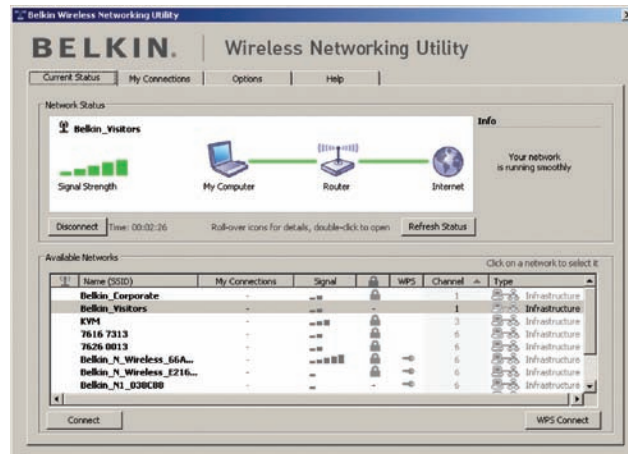 Belkin Wireless Networking Utility
BELKIN. Wireless Networking Utility
Current Status My Connections Options Help
Network Status
Belkin_Visitors
Info
Your network
is running smoothly
Signal Strength My Computer Router Internet
Disconnect Time: 00:02:26 Roll-over icons for details, double-click to open Refresh Status
Available Networks
Click on a network to select it
Name (SSID) My Connections Signal WPS Channel Type
Belkin_Corporate - 1 Infrastructure
Belkin_Visitors - - 1 Infrastructure
KVM - 3 Infrastructure
7616 7313 - 6 Infrastructure
7626 0013 - 6 Infrastructure
Belkin_N_Wireless_66A... - 6 Infrastructure
Belkin_N_Wireless_E216... - 6 Infrastructure
Belkin_N1_038C80 - - 6 Infrastructure
Connect WPS Connect